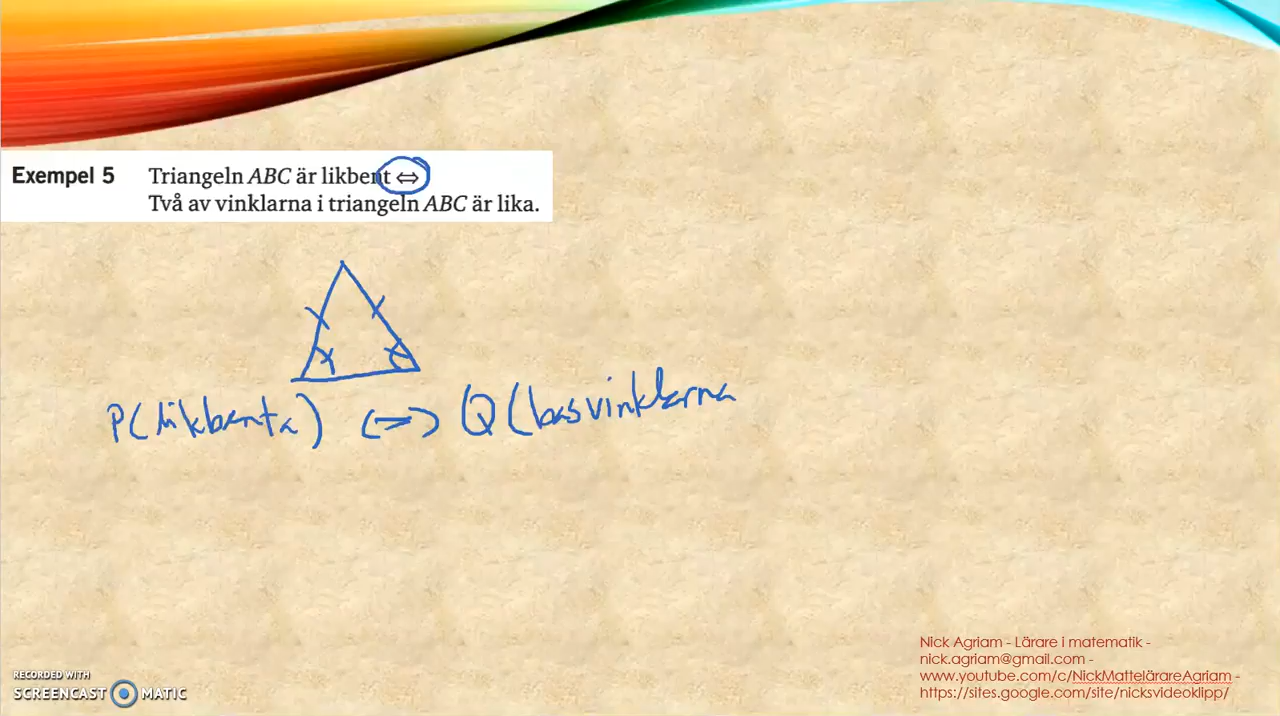 Exempel 5 Triangeln ABC är likbent ⇔
Två av vinklarna i triangeln ABC är lika.
P(likbenta) (=) Q(basvinklarna
Nick Agriam - Lärare i matematik -
nick.agriam@gmail.com -
www.youtube.com/c/NickMattelärareAgriam -
https://sites.google.com/site/nicksvideoklipp/
RECORDED WITH
SCREENCAST MATIC